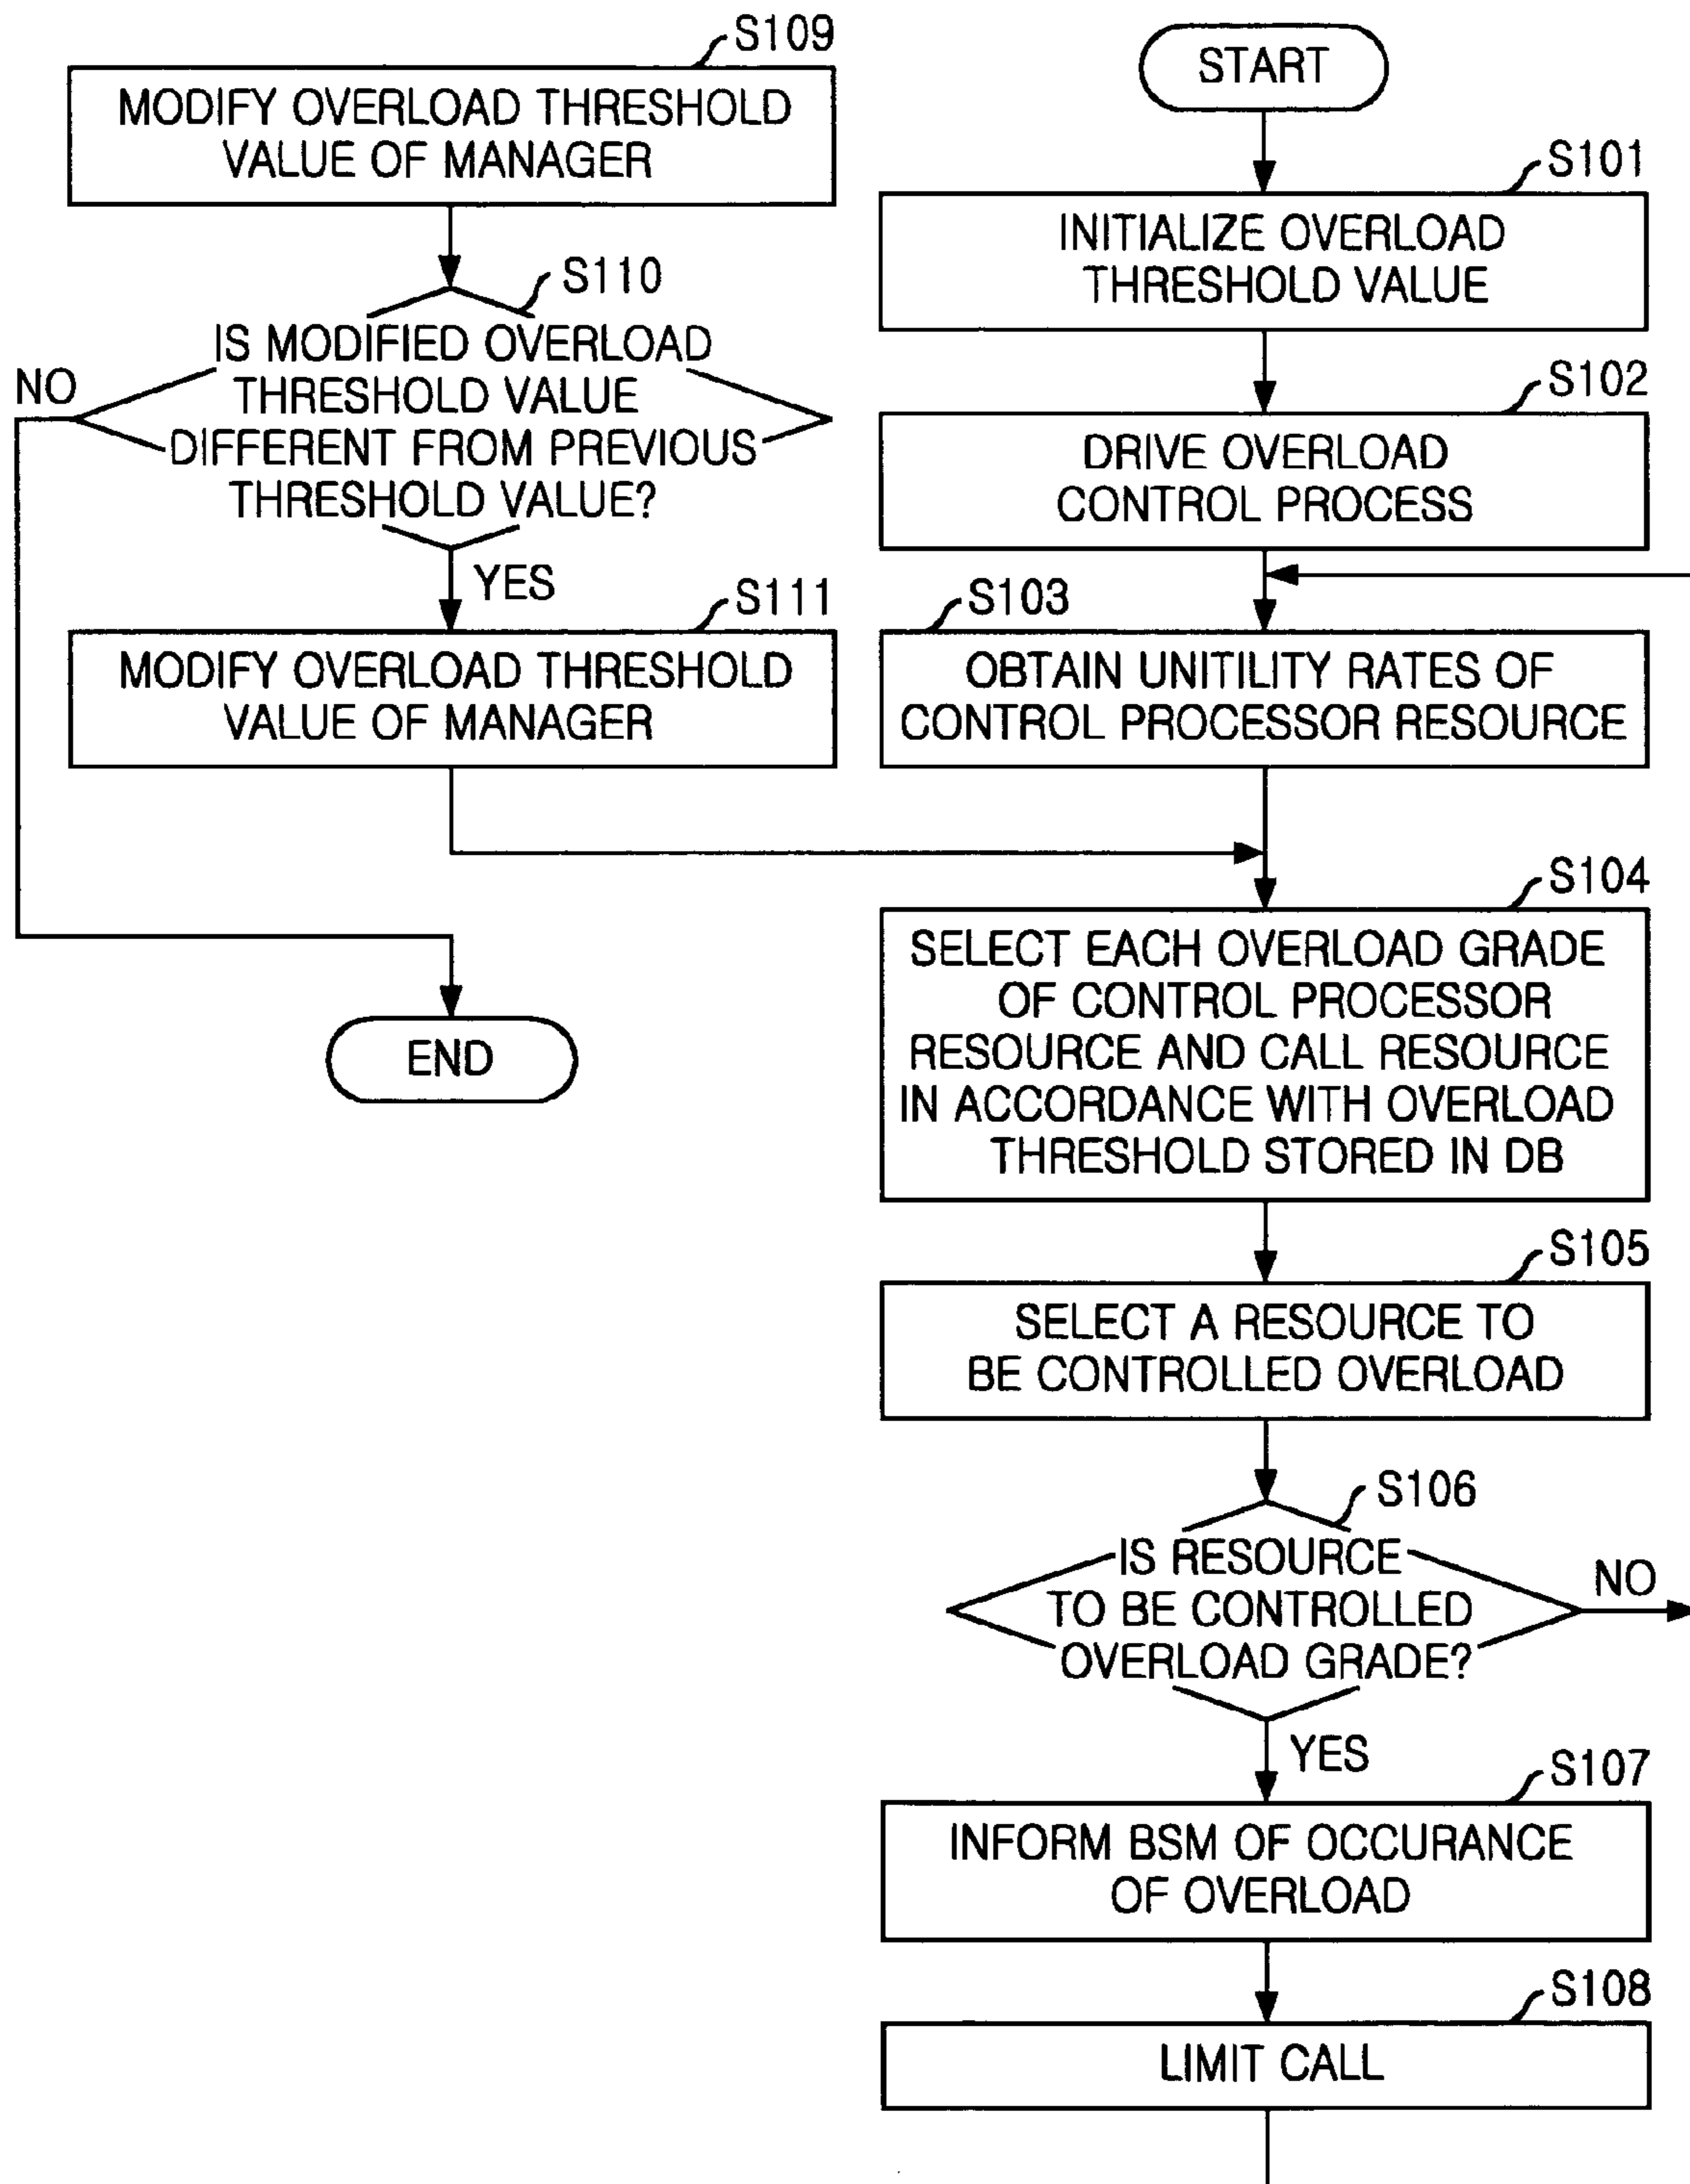 S109
MODIFY OVERLOAD THRESHOLD
VALUE OF MANAGER
S110
IS MODIFIED OVERLOAD
THRESHOLD VALUE
DIFFERENT FROM PREVIOUS
THRESHOLD VALUE?
NO
YES
S111
MODIFY OVERLOAD THRESHOLD
VALUE OF MANAGER
END
START
S101
INITIALIZE OVERLOAD
THRESHOLD VALUE
S102
DRIVE OVERLOAD
CONTROL PROCESS
S103
OBTAIN UNITILITY RATES OF
CONTROL PROCESSOR RESOURCE
S104
SELECT EACH OVERLOAD GRADE
OF CONTROL PROCESSOR
RESOURCE AND CALL RESOURCE
IN ACCORDANCE WITH OVERLOAD
THRESHOLD STORED IN DB
S105
SELECT A RESOURCE TO
BE CONTROLLED OVERLOAD
S106
IS RESOURCE
TO BE CONTROLLED
OVERLOAD GRADE?
NO
YES
S107
INFORM BSM OF OCCURANCE
OF OVERLOAD
S108
LIMIT CALL